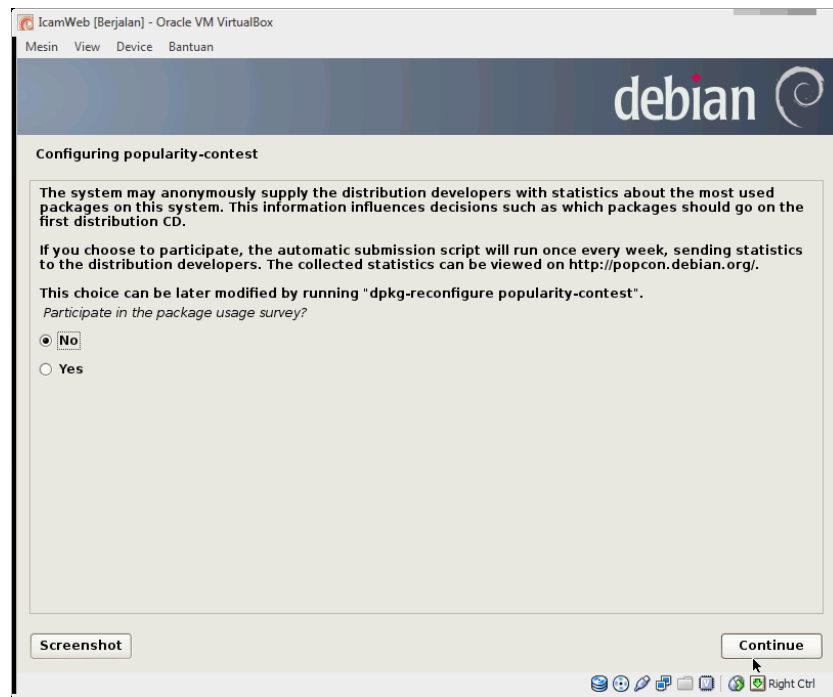 IcamWeb [Berjalan] - Oracle VM VirtualBox
Mesin View Device Bantuan
debian
Configuring popularity-contest
The system may anonymously supply the distribution developers with statistics about the most used
packages on this system. This information influences decisions such as which packages should go on the
first distribution CD.
If you choose to participate, the automatic submission script will run once every week, sending statistics
to the distribution developers. The collected statistics can be viewed on http://popcon.debian.org/.
This choice can be later modified by running "dpkg-reconfigure popularity-contest".
Participate in the package usage survey?
No
Yes
Screenshot Continue
Right Ctrl